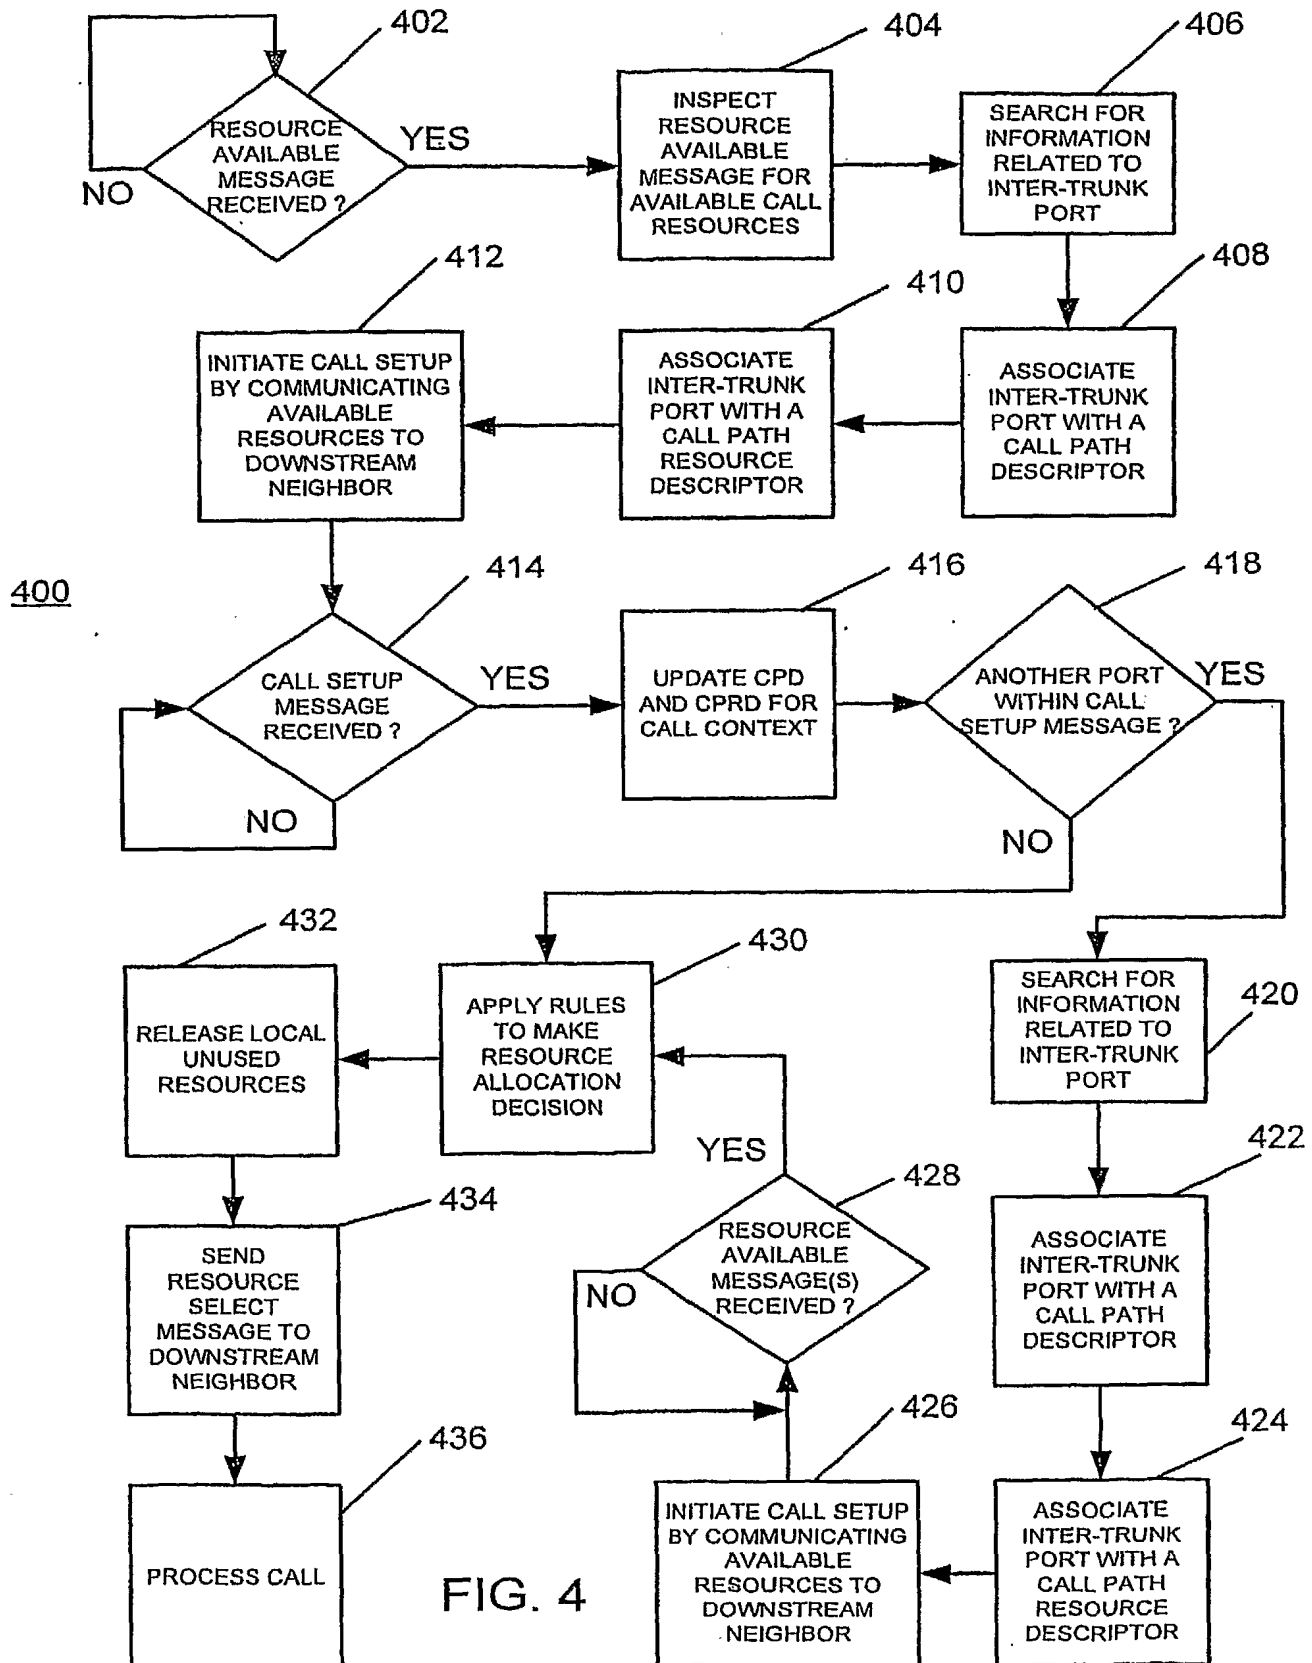 402
RESOURCE
AVAILABLE
MESSAGE
RECEIVED ?
YES
NO
404
INSPECT
RESOURCE
AVAILABLE
MESSAGE FOR
AVAILABLE CALL
RESOURCES
406
SEARCH FOR
INFORMATION
RELATED TO
INTER-TRUNK
PORT
408
ASSOCIATE
INTER-TRUNK
PORT WITH A
CALL PATH
DESCRIPTOR
410
ASSOCIATE
INTER-TRUNK
PORT WITH A
CALL PATH
RESOURCE
DESCRIPTOR
412
INITIATE CALL SETUP
BY COMMUNICATING
AVAILABLE
RESOURCES TO
DOWNSTREAM
NEIGHBOR
400
414
CALL SETUP
MESSAGE
RECEIVED ?
YES
NO
416
UPDATE CPD
AND CPRD FOR
CALL CONTEXT
418
ANOTHER PORT
WITHIN CALL
SETUP MESSAGE ?
YES
NO
420
SEARCH FOR
INFORMATION
RELATED TO
INTER-TRUNK
PORT
422
ASSOCIATE
INTER-TRUNK
PORT WITH A
CALL PATH
DESCRIPTOR
424
ASSOCIATE
INTER-TRUNK
PORT WITH A
CALL PATH
RESOURCE
DESCRIPTOR
426
INITIATE CALL SETUP
BY COMMUNICATING
AVAILABLE
RESOURCES TO
DOWNSTREAM
NEIGHBOR
428
RESOURCE
AVAILABLE
MESSAGE(S)
RECEIVED ?
NO
YES
430
APPLY RULES
TO MAKE
RESOURCE
ALLOCATION
DECISION
432
RELEASE LOCAL
UNUSED
RESOURCES
434
SEND
RESOURCE
SELECT
MESSAGE TO
DOWNSTREAM
NEIGHBOR
436
PROCESS CALL
FIG. 4